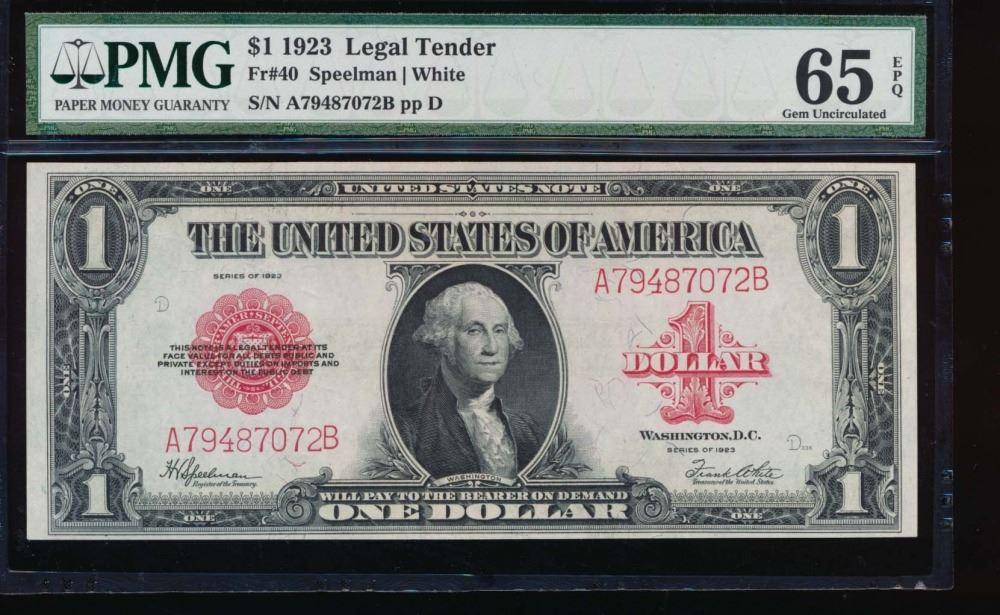 PMG
PAPER MONEY GUARANTY
$1 1923 Legal Tender
Fr#40 Speelman | White
S/N A79487072B pp D
65
EPQ
Gem Uncirculated
ONE
ONE
UNITED STATES NOTE
ONE
ONE
1
1
THE UNITED STATES OF AMERICA
SERIES OF 1923
A79487072B
D
THIS NOTE IS A LEGAL TENDER AT ITS
FACE VALUE FOR ALL DEBTS PUBLIC AND
PRIVATE EXCEPT DUTIES ON IMPORTS AND
INTEREST ON THE PUBLIC DEBT
1
DOLLAR
ONE
ONE
A79487072B
WASHINGTON, D.C.
SERIES OF 1923
D
H V Speelman
Register of the Treasury.
WASHINGTON
Frank White
Treasurer of the United States.
1
1
WILL PAY TO THE BEARER ON DEMAND
ONE DOLLAR
ONE
ONE